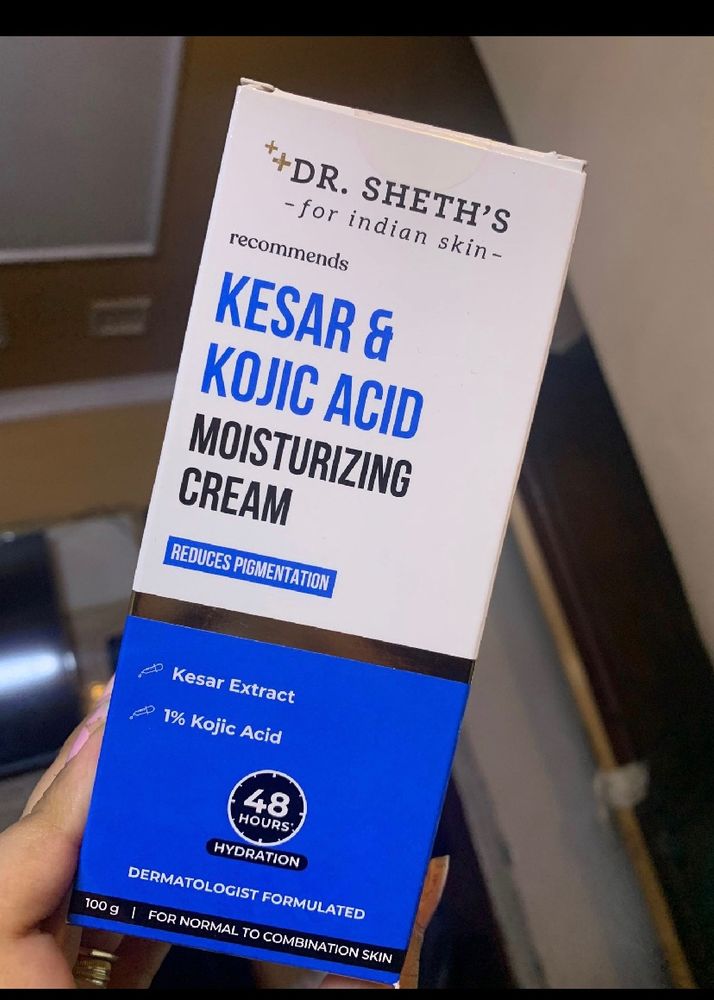 DR. SHETH'S
-for indian skin-
recommends
KESAR &
KOJIC ACID
MOISTURIZING
CREAM
REDUCES PIGMENTATION
Kesar Extract
1% Kojic Acid
48
HOURS*
HYDRATION
DERMATOLOGIST FORMULATED
100 g | FOR NORMAL TO COMBINATION SKIN